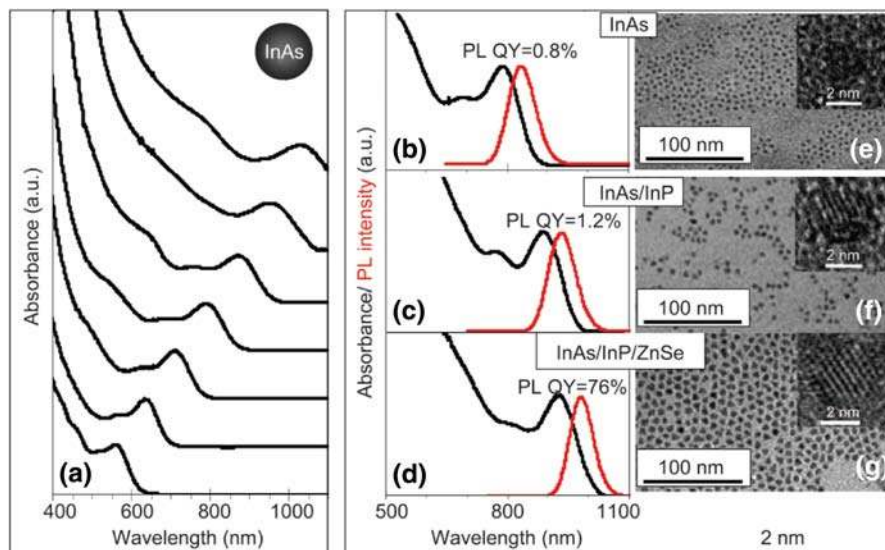 InAs
Absorbance (a.u.)
(a)
400 600 800 1000
Wavelength (nm)
Absorbance/ PL intensity (a.u.)
InAs
PL QY=0.8%
(b)
2 nm
100 nm
(e)
InAs/InP
PL QY=1.2%
(c)
2 nm
100 nm
(f)
InAs/InP/ZnSe
PL QY=76%
(d)
2 nm
100 nm
(g)
500 800 1100
Wavelength (nm)
2 nm